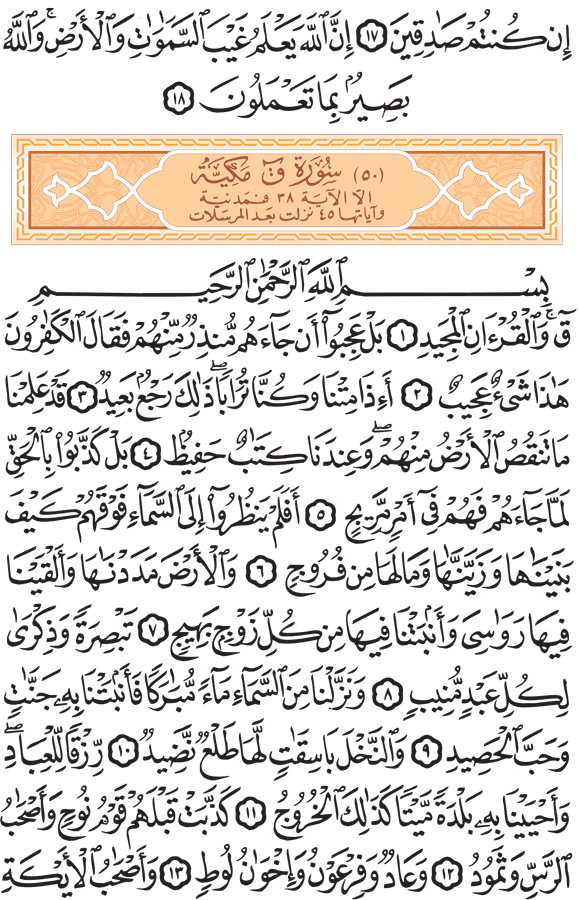 إِن كُنتُمْ صَٰدِقِينَ ١٧ إِنَّ ٱللَّهَ يَعْلَمُ غَيْبَ ٱلسَّمَٰوَٰتِ وَٱلْأَرْضِ ۚ وَٱللَّهُ
بَصِيرٌۢ بِمَا تَعْمَلُونَ ١٨
(٥٠) سُورَة ق مَكيَّة
الا الآية ٣٨ فمدنية
وآياتها ٤٥ نزلت بعد المرسلات
بِسْمِ ٱللَّهِ ٱلرَّحْمَٰنِ ٱلرَّحِيمِ
قٓ ۚ وَٱلْقُرْءَانِ ٱلْمَجِيدِ ١ بَلْ عَجِبُوٓا۟ أَن جَآءَهُم مُّنذِرٌ مِّنْهُمْ فَقَالَ ٱلْكَٰفِرُونَ
هَٰذَا شَىْءٌ عَجِيبٌ ٢ أَءِذَا مِتْنَا وَكُنَّا تُرَابًا ۖ ذَٰلِكَ رَجْعٌۢ بَعِيدٌ ٣ قَدْ عَلِمْنَا
مَا تَنقُصُ ٱلْأَرْضُ مِنْهُمْ ۖ وَعِندَنَا كِتَٰبٌ حَفِيظٌۢ ٤ بَلْ كَذَّبُوا۟ بِٱلْحَقِّ
لَمَّا جَآءَهُمْ فَهُمْ فِىٓ أَمْرٍ مَّرِيجٍ ٥ أَفَلَمْ يَنظُرُوٓا۟ إِلَى ٱلسَّمَآءِ فَوْقَهُمْ كَيْفَ
بَنَيْنَٰهَا وَزَيَّنَّٰهَا وَمَا لَهَا مِن فُرُوجٍ ٦ وَٱلْأَرْضَ مَدَدْنَٰهَا وَأَلْقَيْنَا
فِيهَا رَوَٰسِىَ وَأَنۢبَتْنَا فِيهَا مِن كُلِّ زَوْجٍۭ بَهِيجٍ ٧ تَبْصِرَةً وَذِكْرَىٰ
لِكُلِّ عَبْدٍ مُّنِيبٍ ٨ وَنَزَّلْنَا مِنَ ٱلسَّمَآءِ مَآءً مُّبَٰرَكًا فَأَنۢبَتْنَا بِهِۦ جَنَّٰتٍ
وَحَبَّ ٱلْحَصِيدِ ٩ وَٱلنَّخْلَ بَاسِقَٰتٍ لَّهَا طَلْعٌ نَّضِيدٌ ١٠ رِّزْقًا لِّلْعِبَادِ ۖ
وَأَحْيَيْنَا بِهِۦ بَلْدَةً مَّيْتًا ۚ كَذَٰلِكَ ٱلْخُرُوجُ ١١ كَذَّبَتْ قَبْلَهُمْ قَوْمُ نُوحٍ وَأَصْحَٰبُ
ٱلرَّسِّ وَثَمُودُ ١٢ وَعَادٌ وَفِرْعَوْنُ وَإِخْوَٰنُ لُوطٍ ١٣ وَأَصْحَٰبُ ٱلْأَيْكَةِ